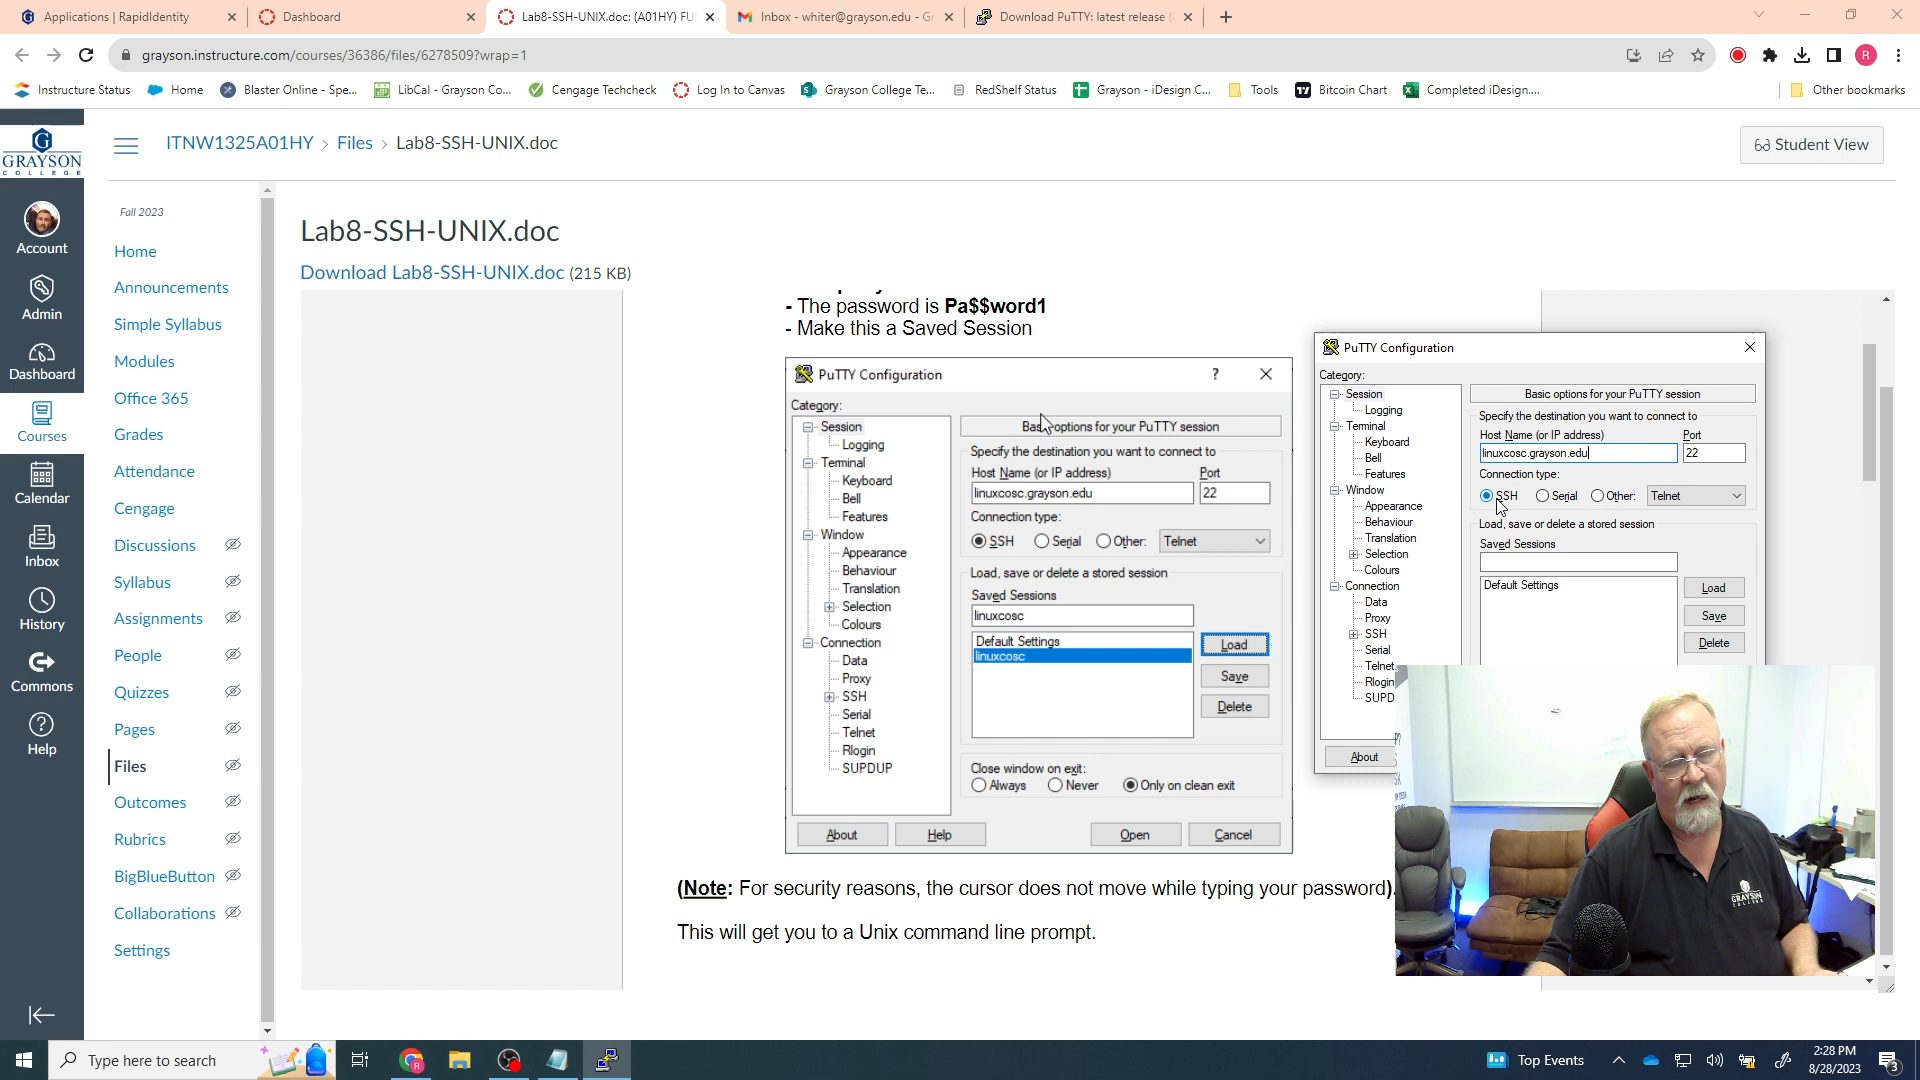 Applications | RapidIdentity
Dashboard
Lab8-SSH-UNIX.doc: (A01HY) FU
Inbox - whiter@grayson.edu - Gr
Download PuTTY: latest release (
grayson.instructure.com/courses/36386/files/6278509?wrap=1
R
Instructure Status
Home
Blaster Online - Spe...
LibCal - Grayson Co...
Cengage Techcheck
Log In to Canvas
Grayson College Te...
RedShelf Status
Grayson - iDesign C...
Tools
Bitcoin Chart
Completed iDesign....
Other bookmarks
GRAYSON
COLLEGE
ITNW1325A01HY > Files > Lab8-SSH-UNIX.doc
Student View
Account
Admin
Dashboard
Courses
Calendar
Inbox
History
Commons
Help
Fall 2023
Home
Announcements
Simple Syllabus
Modules
Office 365
Grades
Attendance
Cengage
Discussions
Syllabus
Assignments
People
Quizzes
Pages
Files
Outcomes
Rubrics
BigBlueButton
Collaborations
Settings
Lab8-SSH-UNIX.doc
Download Lab8-SSH-UNIX.doc (215 KB)
- The password is Pa$$word1
- Make this a Saved Session
PuTTY Configuration
?
Category:
Session
Logging
Terminal
Keyboard
Bell
Features
Window
Appearance
Behaviour
Translation
Selection
Colours
Connection
Data
Proxy
SSH
Serial
Telnet
Rlogin
SUPDUP
Basic options for your PuTTY session
Specify the destination you want to connect to
Host Name (or IP address)
Port
linuxcosc.grayson.edu
22
Connection type:
SSH
Serial
Other:
Telnet
Load, save or delete a stored session
Saved Sessions
linuxcosc
Default Settings
linuxcosc
Load
Save
Delete
Close window on exit:
Always
Never
Only on clean exit
About
Help
Open
Cancel
PuTTY Configuration
Category:
Session
Logging
Terminal
Keyboard
Bell
Features
Window
Appearance
Behaviour
Translation
Selection
Colours
Connection
Data
Proxy
SSH
Serial
Telnet
Rlogin
SUPD
Basic options for your PuTTY session
Specify the destination you want to connect to
Host Name (or IP address)
Port
linuxcosc.grayson.edu
22
Connection type:
SSH
Serial
Other:
Telnet
Load, save or delete a stored session
Saved Sessions
Default Settings
Load
Save
Delete
About
(Note: For security reasons, the cursor does not move while typing your password).
This will get you to a Unix command line prompt.
GRAYSON
COLLEGE
Type here to search
Top Events
2:28 PM
8/28/2023
3